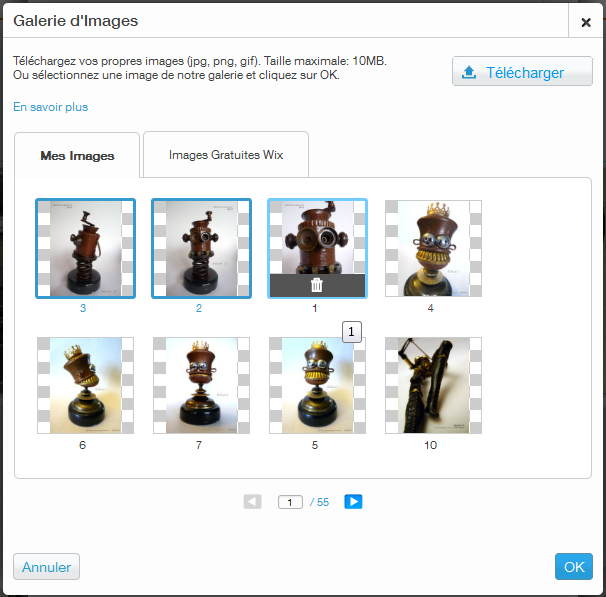 Galerie d'Images
Téléchargez vos propres images (jpg, png, gif). Taille maximale: 10MB.
Ou sélectionnez une image de notre galerie et cliquez sur OK.
Télécharger
En savoir plus
Mes Images
Images Gratuites Wix
3
2
1
4
1
6
7
5
10
1 / 55
Annuler
OK